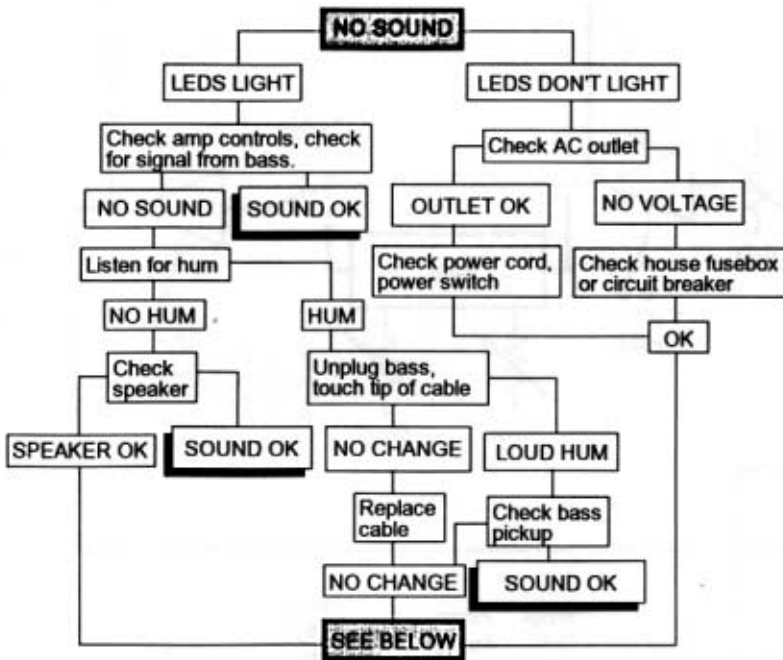 NO SOUND
LEDS LIGHT
LEDS DON'T LIGHT
Check amp controls, check
for signal from bass.
Check AC outlet
NO SOUND
SOUND OK
OUTLET OK
NO VOLTAGE
Listen for hum
Check power cord,
power switch
Check house fusebox
or circuit breaker
NO HUM
HUM
OK
Check
speaker
Unplug bass,
touch tip of cable
SPEAKER OK
SOUND OK
NO CHANGE
LOUD HUM
Replace
cable
Check bass
pickup
NO CHANGE
SOUND OK
SEE BELOW